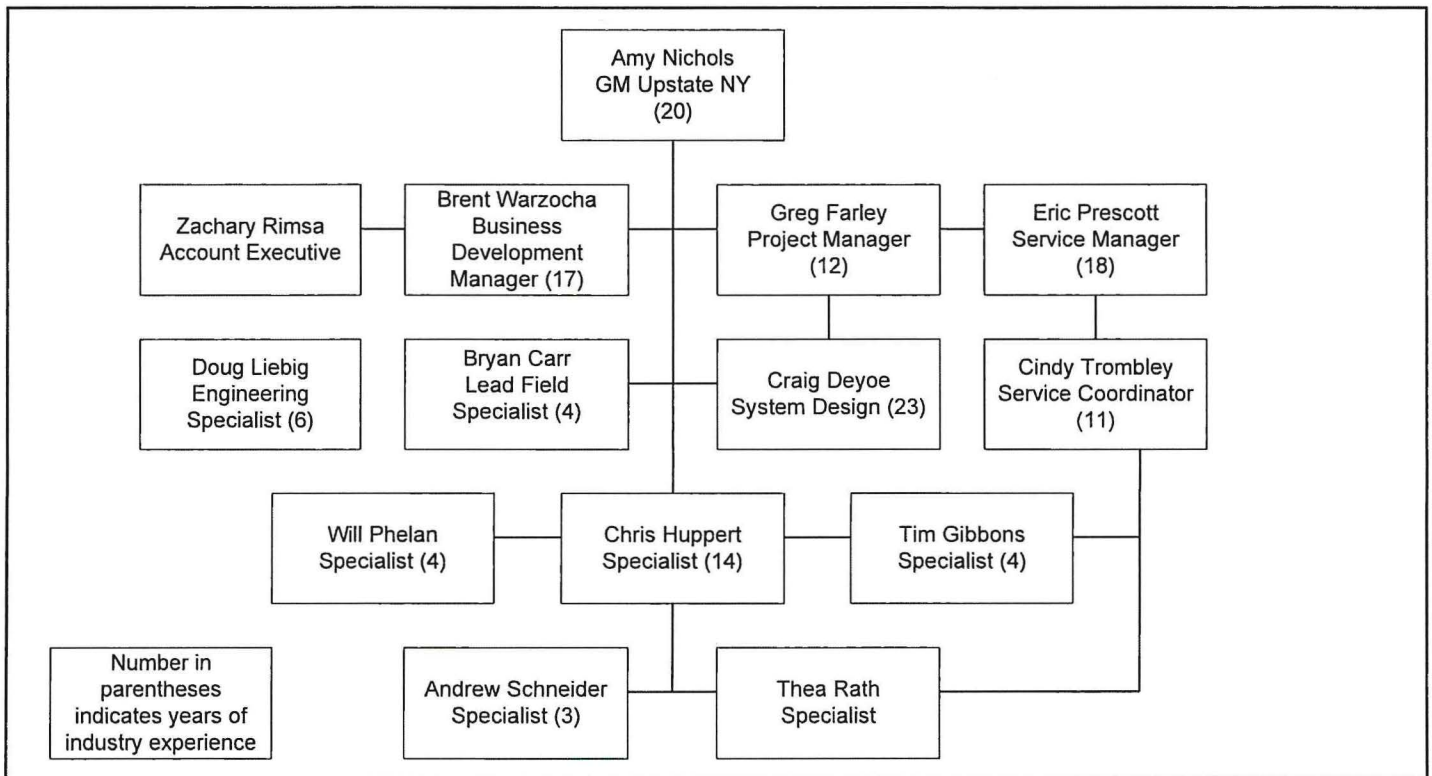 Amy Nichols
GM Upstate NY
(20)
Zachary Rimsa
Account Executive
Brent Warzocha
Business
Development
Manager (17)
Greg Farley
Project Manager
(12)
Eric Prescott
Service Manager
(18)
Doug Liebig
Engineering
Specialist (6)
Bryan Carr
Lead Field
Specialist (4)
Craig Deyoe
System Design (23)
Cindy Trombley
Service Coordinator
(11)
Will Phelan
Specialist (4)
Chris Huppert
Specialist (14)
Tim Gibbons
Specialist (4)
Number in
parentheses
indicates years of
industry experience
Andrew Schneider
Specialist (3)
Thea Rath
Specialist